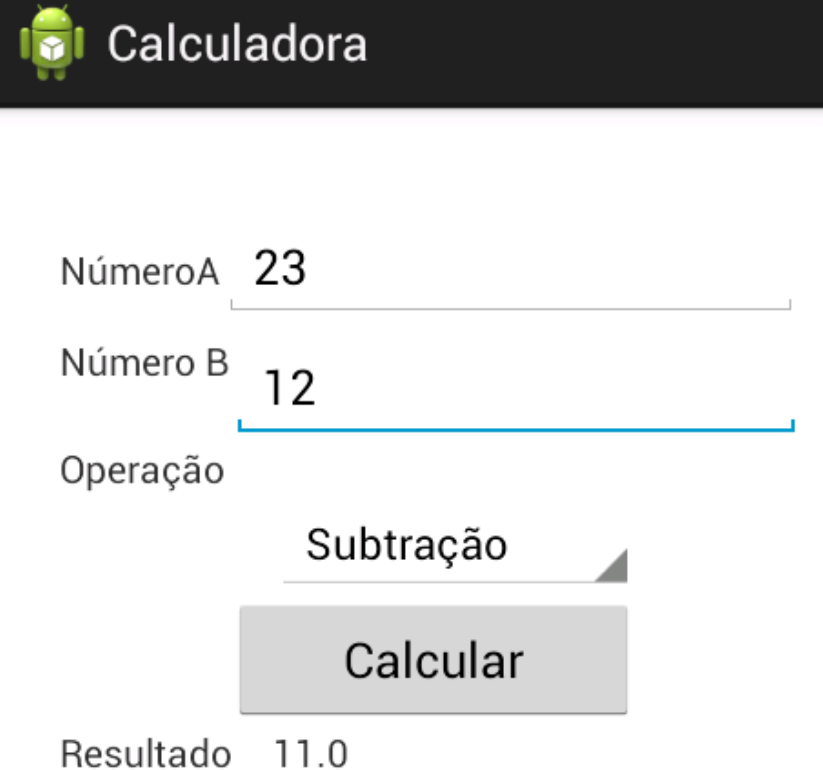 Calculadora
NúmeroA 23
Número B 12
Operação
Subtração
Calcular
Resultado 11.0